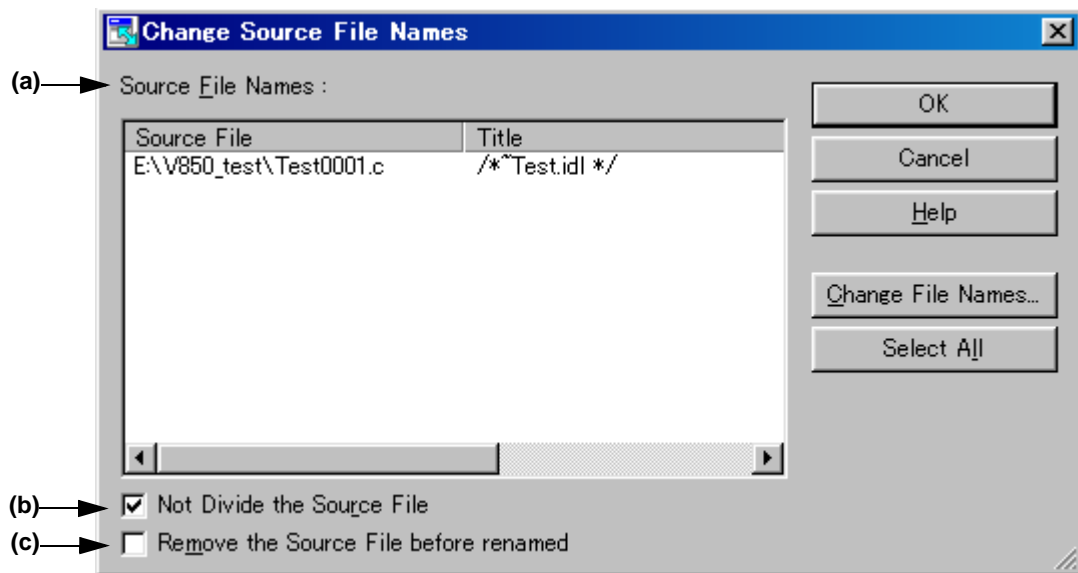 Change Source File Names
(a)
Source File Names :
OK
Source File Title
Cancel
E:\V850_test\Test0001.c /*~Test.idl */
Help
Change File Names...
Select All
(b) Not Divide the Source File
(c) Remove the Source File before renamed